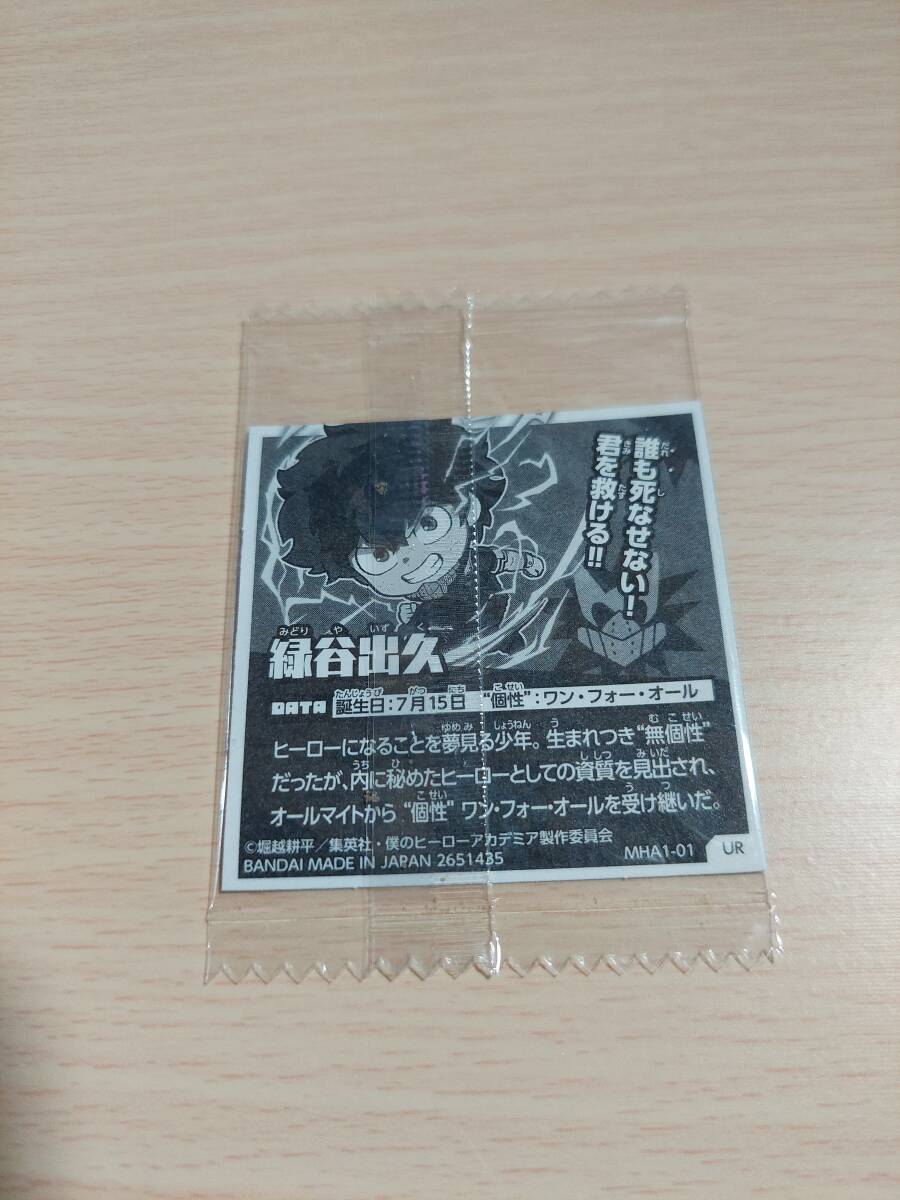 誰も死なせない!
君を救ける!!
緑谷出久
みどりやいずく
DATA 誕生日:7月15日 "個性":ワン・フォー・オール
ヒーローになることを夢見る少年。生まれつき"無個性"
だったが、内に秘めたヒーローとしての資質を見出され、
オールマイトから"個性"ワン・フォー・オールを受け継いだ。
©堀越耕平/集英社・僕のヒーローアカデミア製作委員会
BANDAI MADE IN JAPAN 2651435
MHA1-01 UR